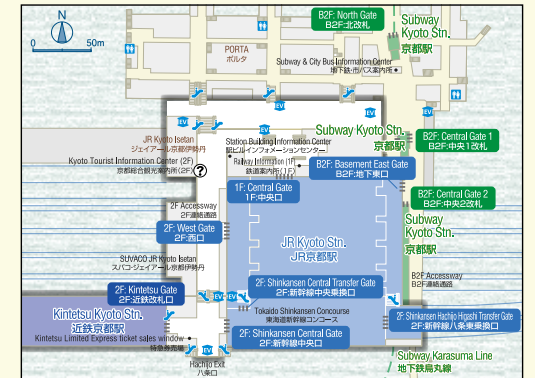 N
0 50m
B2F: North Gate
B2F:北改札
Subway
Kyoto Stn.
京都駅
PORTA
ポルタ
Subway & City Bus Information Center
地下鉄・市バス案内所
EV
EV
EV
EV
JR Kyoto Isetan
ジェイアール京都伊勢丹
Station Building Information Center
駅ビルインフォメーションセンター
Subway Kyoto Stn.
京都駅
B2F: Central Gate 1
B2F:中央1改札
Kyoto Tourist Information Center (2F)
京都総合観光案内所(2F)
?
Railway Information (1F)
鉄道案内所(1F)
B2F: Basement East Gate
B2F:地下東口
1F: Central Gate
1F:中央口
B2F: Central Gate 2
B2F:中央2改札
2F Accessway
2F連絡通路
Subway
Kyoto Stn.
京都駅
2F: West Gate
2F:西口
JR Kyoto Stn.
JR京都駅
SUVACO JR Kyoto Isetan
スバコジェイアール京都伊勢丹
B2F Accessway
B2F連絡通路
2F: Kintetsu Gate
2F:近鉄改札口
2F: Shinkansen Central Transfer Gate
2F:新幹線中央乗換口
EV
EV
EV
Kintetsu Kyoto Stn.
近鉄京都駅
Tokaido Shinkansen Concourse
東海道新幹線コンコース
2F: Shinkansen Hachijo Higashi Transfer Gate
2F:新幹線八条東乗換口
2F: Shinkansen Central Gate
2F:新幹線中央口
Kintetsu Limited Express ticket sales window
特急券売場
EV
Hachijo Exit
八条口
Subway Karasuma Line
地下鉄烏丸線